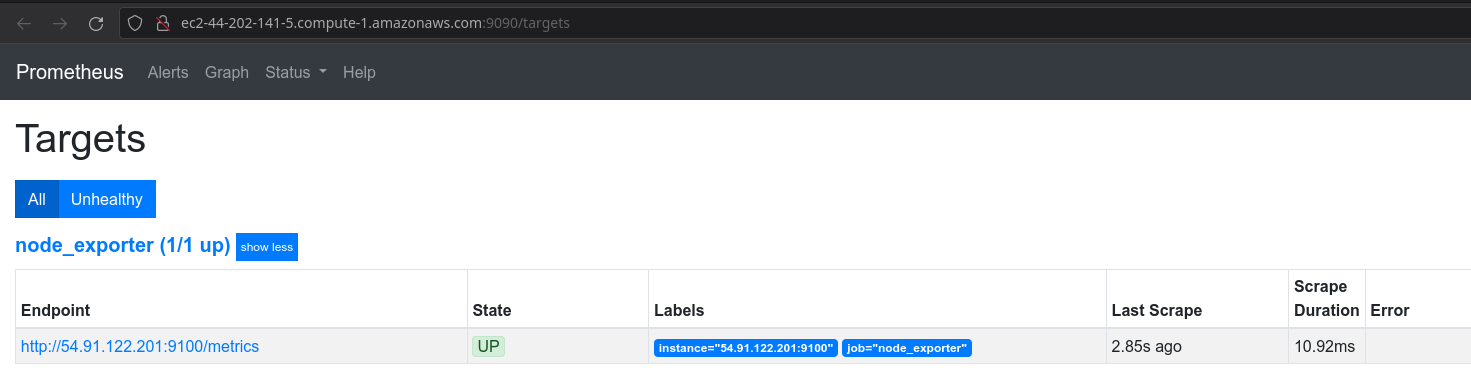 ec2-44-202-141-5.compute-1.amazonaws.com:9090/targets
Prometheus Alerts Graph Status Help
Targets
All Unhealthy
node_exporter (1/1 up) show less
Endpoint State Labels Last Scrape Scrape Duration Error
http://54.91.122.201:9100/metrics UP instance="54.91.122.201:9100" job="node_exporter" 2.85s ago 10.92ms